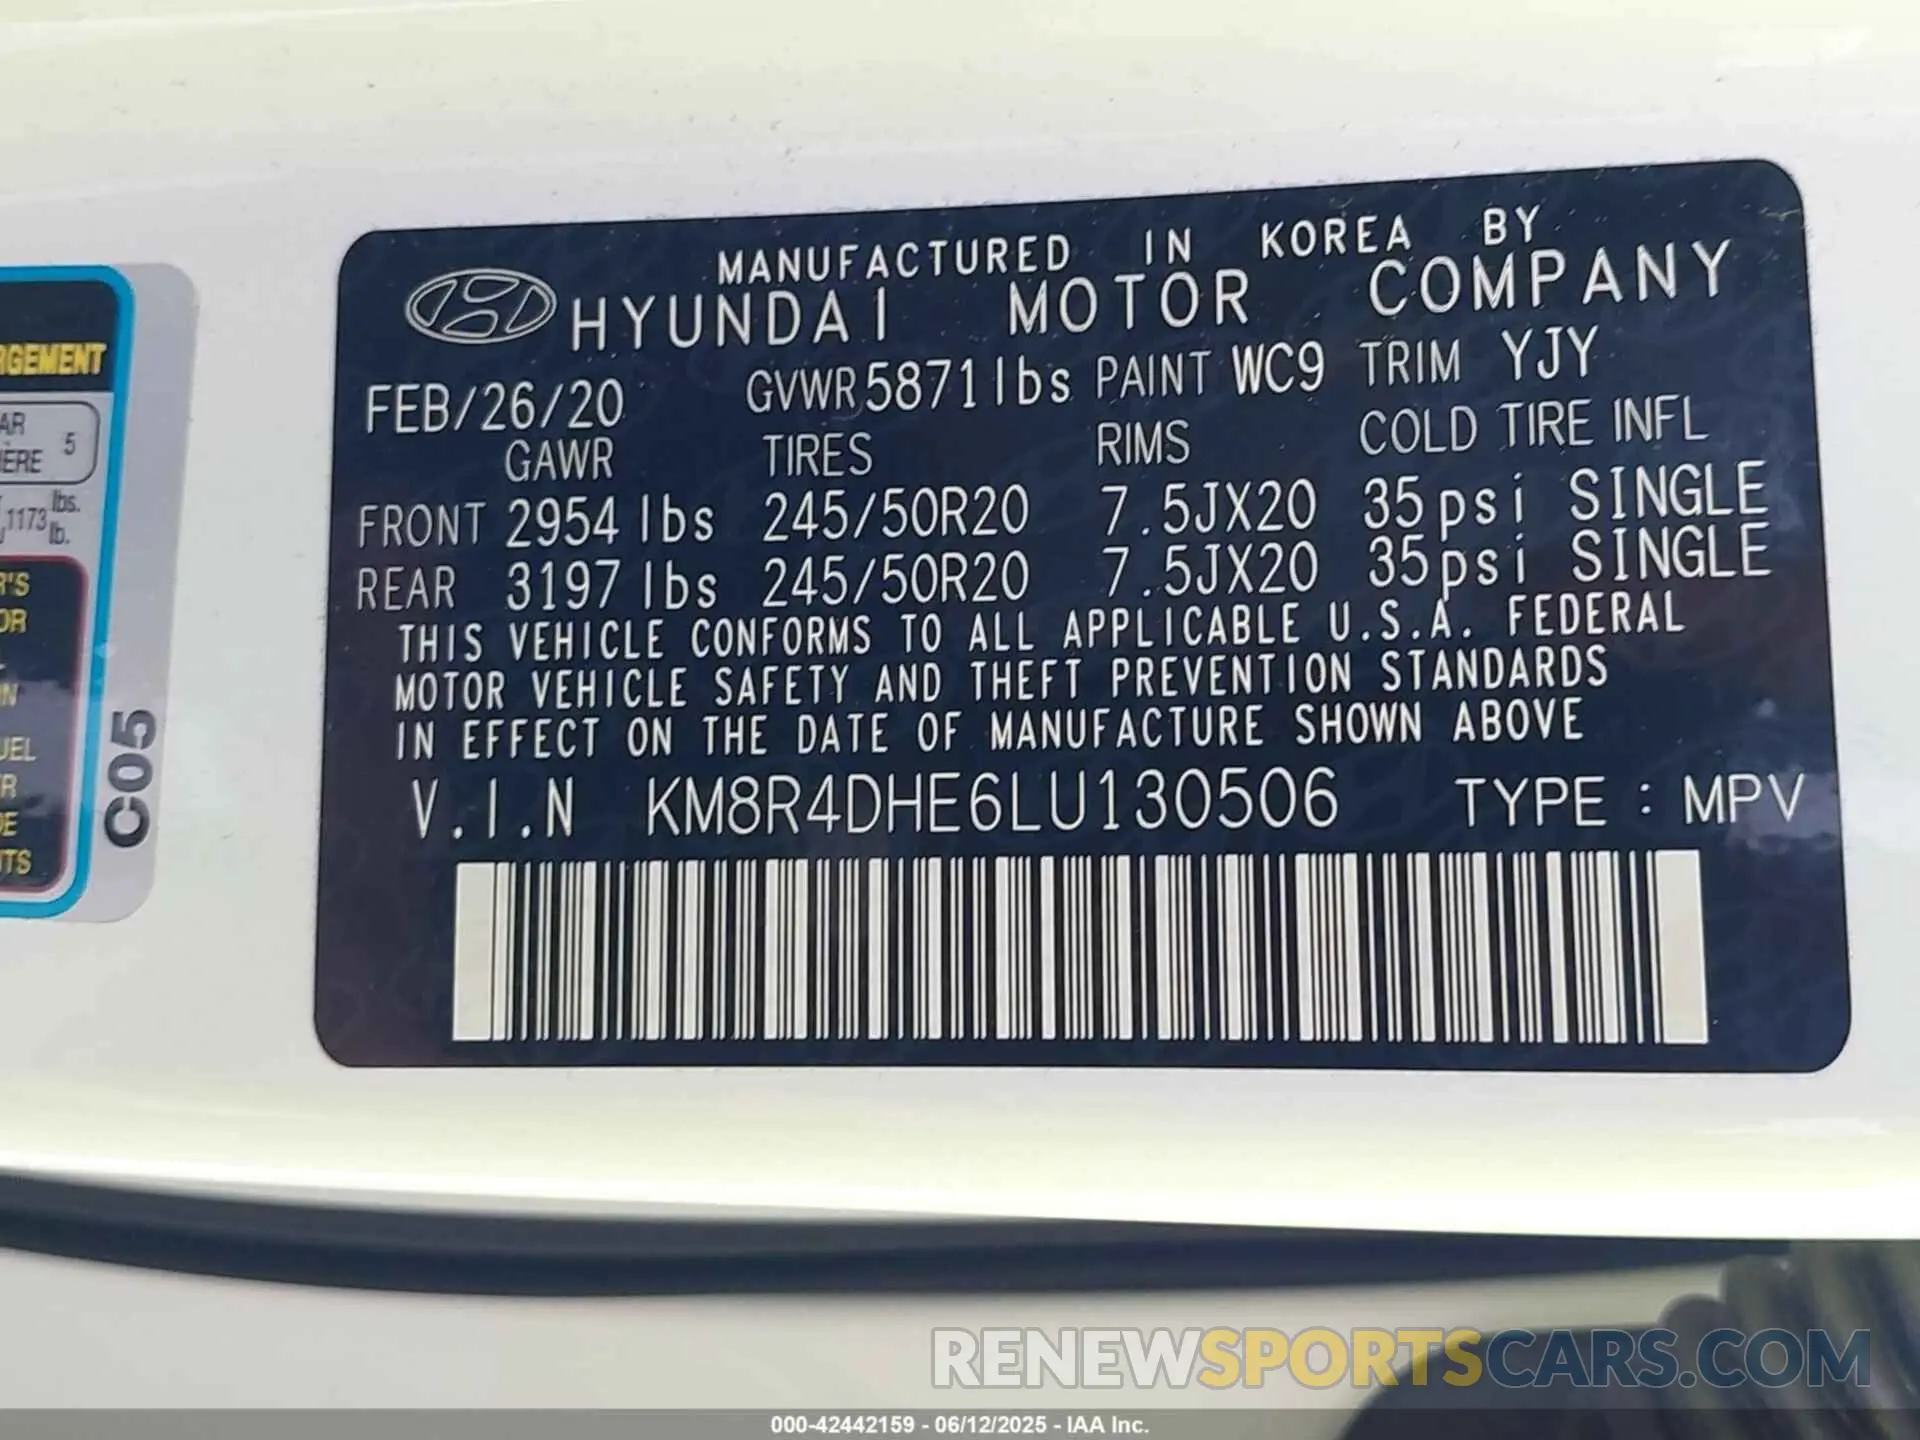 MANUFACTURED IN KOREA BY
HYUNDAI MOTOR COMPANY
FEB/26/20 GVWR 5871lbs PAINT WC9 TRIM YJY
GAWR TIRES RIMS COLD TIRE INFL
FRONT 2954 lbs 245/50R20 7.5JX20 35psi SINGLE
REAR 3197 lbs 245/50R20 7.5JX20 35psi SINGLE
THIS VEHICLE CONFORMS TO ALL APPLICABLE U.S.A. FEDERAL
MOTOR VEHICLE SAFETY AND THEFT PREVENTION STANDARDS
IN EFFECT ON THE DATE OF MANUFACTURE SHOWN ABOVE
V.I.N KM8R4DHE6LU130506 TYPE : MPV
5
1173 lbs.
lb.
C05
RENEWSPORTSCARS.COM
000-42442159 - 06/12/2025 - IAA Inc.